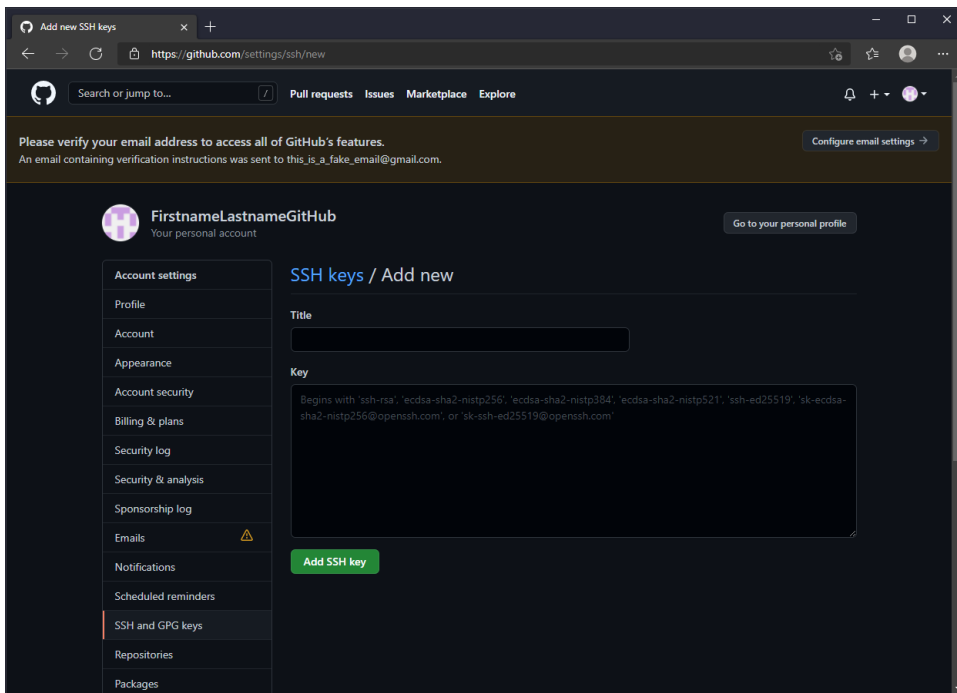 Add new SSH keys
https://github.com/settings/ssh/new
Search or jump to... /
Pull requests Issues Marketplace Explore
Please verify your email address to access all of GitHub's features.
An email containing verification instructions was sent to this_is_a_fake_email@gmail.com.
Configure email settings →
FirstnameLastnameGitHub
Your personal account
Go to your personal profile
Account settings
Profile
Account
Appearance
Account security
Billing & plans
Security log
Security & analysis
Sponsorship log
Emails
Notifications
Scheduled reminders
SSH and GPG keys
Repositories
Packages
SSH keys / Add new
Title
Key
Begins with 'ssh-rsa', 'ecdsa-sha2-nistp256', 'ecdsa-sha2-nistp384', 'ecdsa-sha2-nistp521', 'ssh-ed25519', 'sk-ecdsa-
sha2-nistp256@openssh.com', or 'sk-ssh-ed25519@openssh.com'
Add SSH key